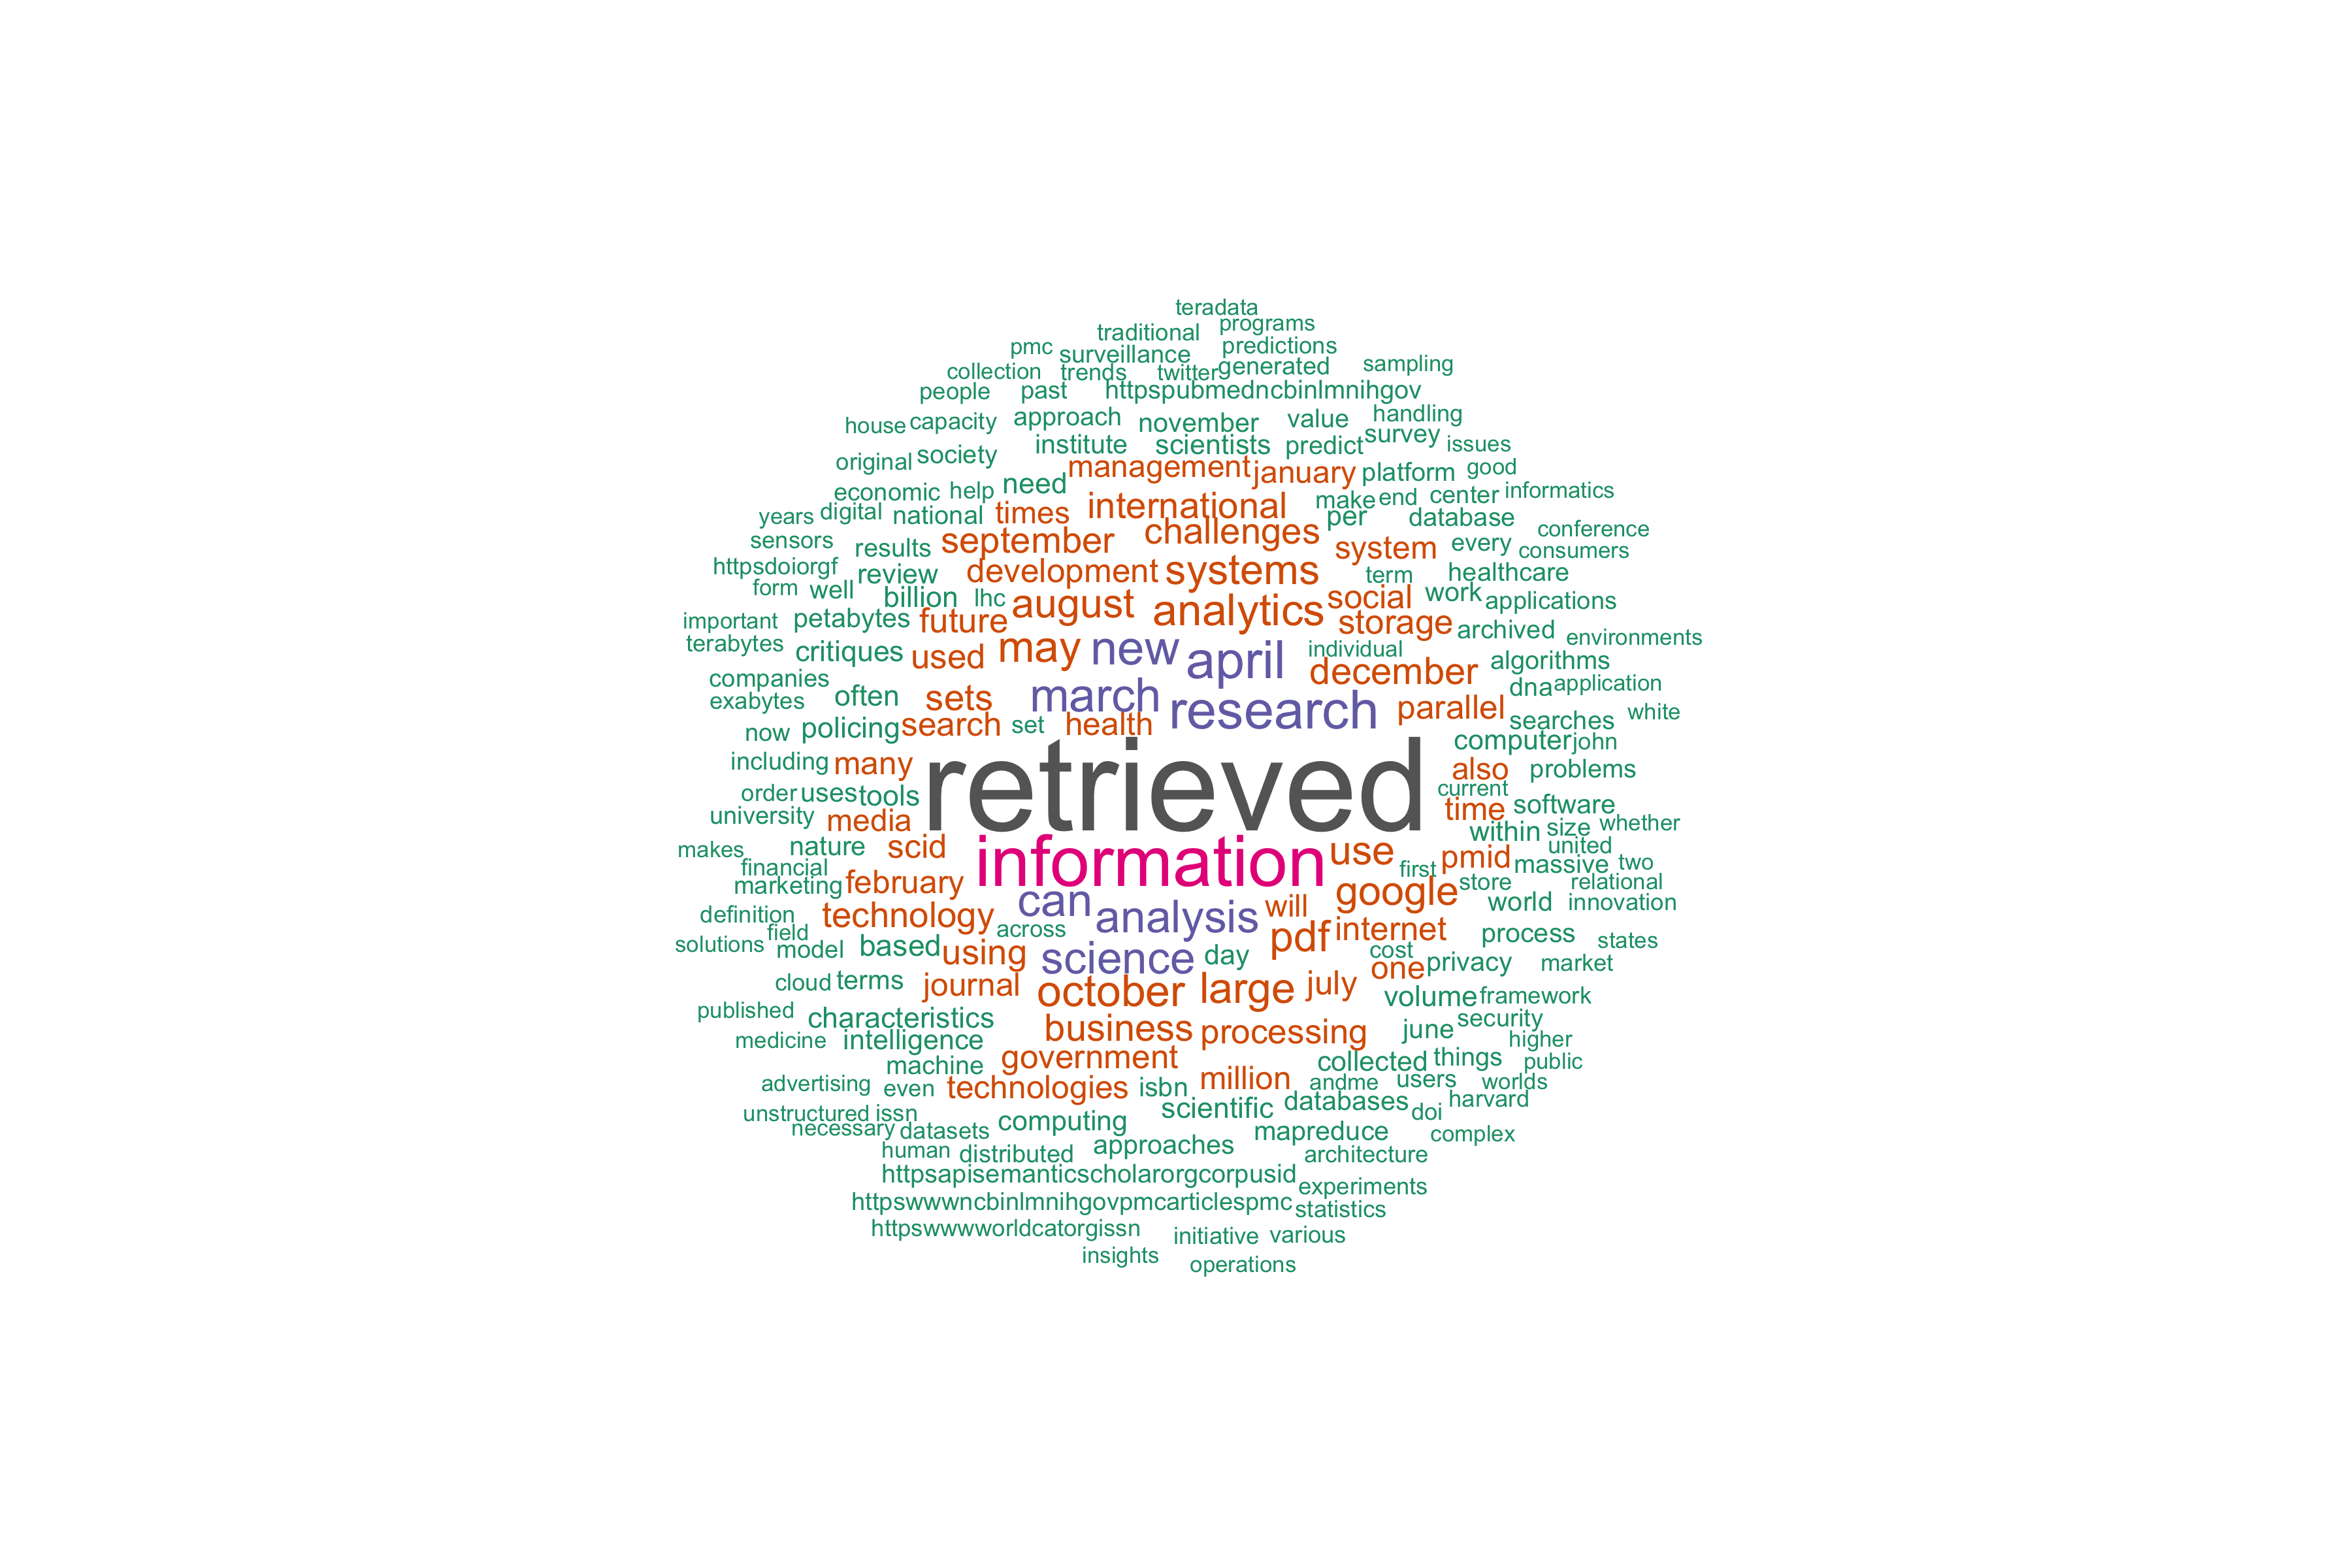 teradata
traditional programs
pmc surveillance predictions
collection trends twitter generated sampling
people past httpspubmedncbinlmnihgov
house capacity approach november value handling
institute scientists predict survey issues
original society management january platform good
economic help need international make end center informatics
years digital national times per database conference
sensors results september challenges system every consumers
httpsdoiorgf review development systems term healthcare
form well billion lhc august analytics social work applications
important petabytes future storage archived environments
terabytes critiques used may new april individual december algorithms
companies exabytes often sets march research parallel dna application
now policing search set health searches white
including many retrieved computer john
also problems
order uses tools current
university media time software
makes nature scid information use within size whether
financial first pmid massive united two
marketing february google store relational
definition technology can analysis will world innovation
solutions field model based using across science day pdf internet cost process states
cloud terms journal october large july one privacy market
published characteristics business processing volume framework
medicine intelligence june security higher
machine government collected things public
advertising even technologies isbn million andme users worlds
unstructured issn computing scientific databases doi harvard
necessary datasets approaches mapreduce complex
human distributed architecture
httpsapisemanticscholarorgcorpusid experiments
httpswwwncbinlmnihgovpmcarticlespmc statistics
httpswwwworldcatorgissn initiative various
insights operations